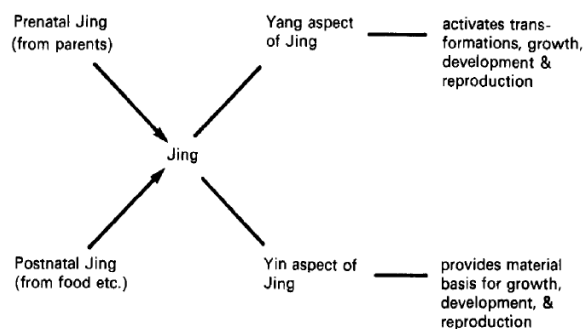 Prenatal Jing
(from parents)
Yang aspect
of Jing
activates trans-
formations, growth,
development &
reproduction
Jing
Postnatal Jing
(from food etc.)
Yin aspect of
Jing
provides material
basis for growth,
development, &
reproduction